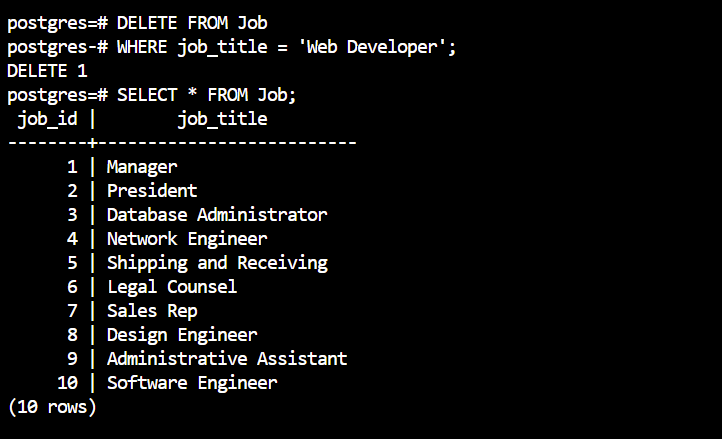 postgres=# DELETE FROM Job
postgres-# WHERE job_title = 'Web Developer';
DELETE 1
postgres=# SELECT * FROM Job;
 job_id |        job_title
--------+--------------------------
      1 | Manager
      2 | President
      3 | Database Administrator
      4 | Network Engineer
      5 | Shipping and Receiving
      6 | Legal Counsel
      7 | Sales Rep
      8 | Design Engineer
      9 | Administrative Assistant
     10 | Software Engineer
(10 rows)